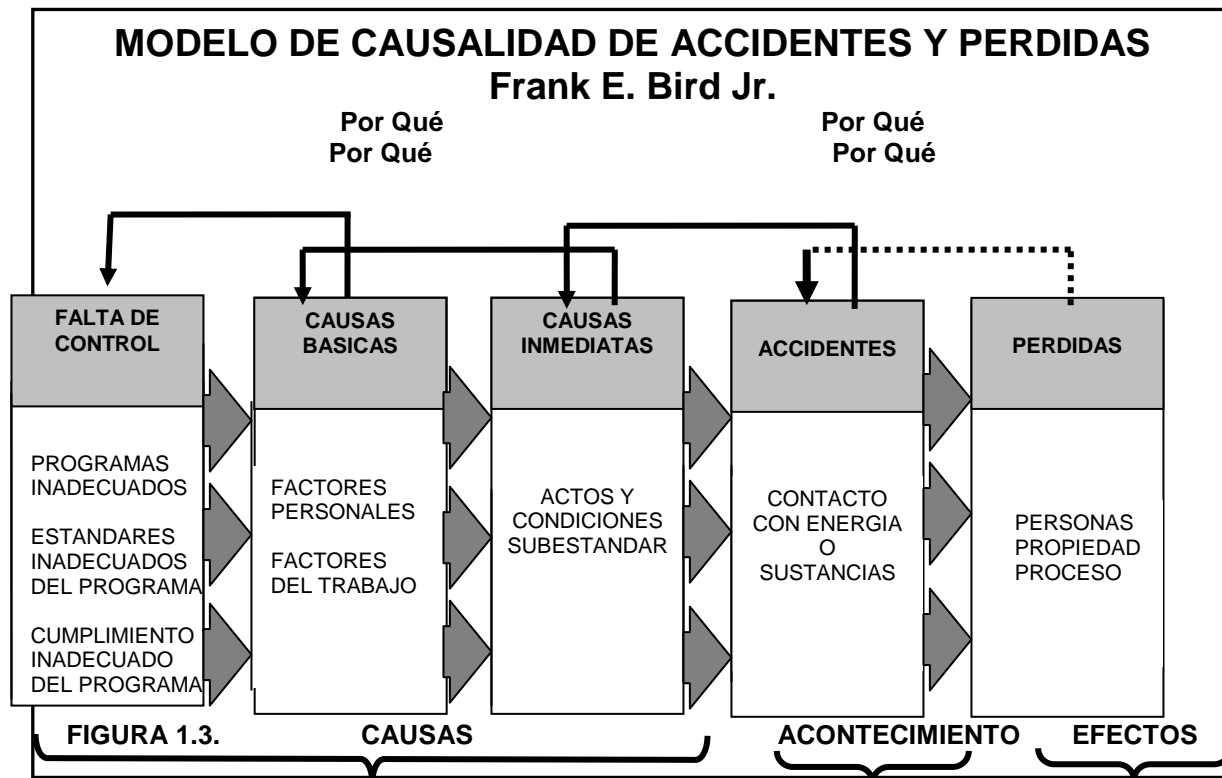 MODELO DE CAUSALIDAD DE ACCIDENTES Y PERDIDAS
Frank E. Bird Jr.
Por Qué
Por Qué
Por Qué
Por Qué
FALTA DE
CONTROL
PROGRAMAS
INADECUADOS
ESTANDARES
INADECUADOS
DEL PROGRAMA
CUMPLIMIENTO
INADECUADO
DEL PROGRAMA
CAUSAS
BASICAS
FACTORES
PERSONALES
FACTORES
DEL TRABAJO
CAUSAS
INMEDIATAS
ACTOS Y
CONDICIONES
SUBESTANDAR
ACCIDENTES
CONTACTO
CON ENERGIA
O
SUSTANCIAS
PERDIDAS
PERSONAS
PROPIEDAD
PROCESO
FIGURA 1.3.
CAUSAS
ACONTECIMIENTO
EFECTOS